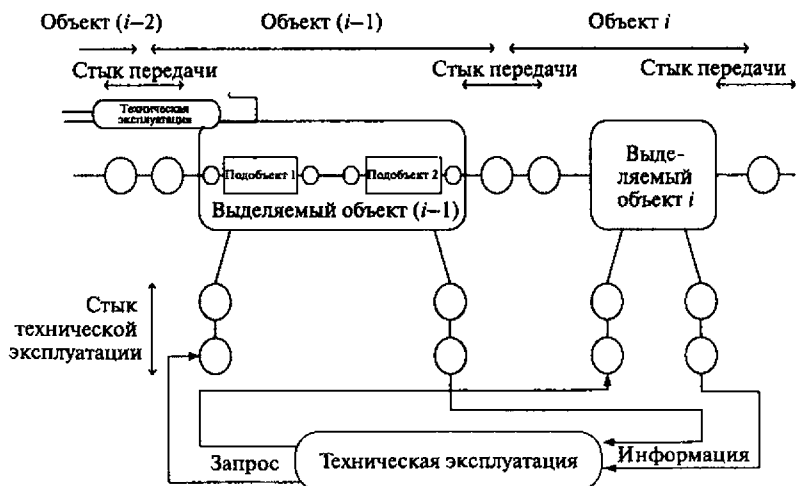 Объект (i–2)
Объект (i–1)
Объект i
Стык передачи
Стык передачи
Стык передачи
Техническая
эксплуатация
Подобъект 1
Подобъект 2
Выделяемый объект (i–1)
Выде-
ляемый
объект i
Стык
технической
эксплуатации
Запрос
Техническая эксплуатация
Информация